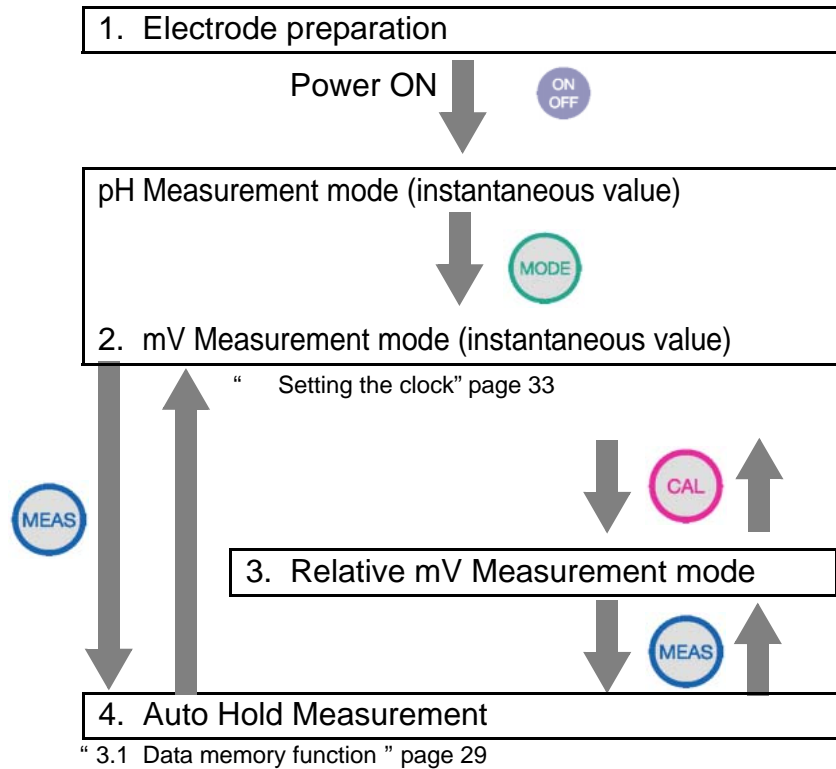 1. Electrode preparation
Power ON
ON
OFF
pH Measurement mode (instantaneous value)
MODE
2. mV Measurement mode (instantaneous value)
“ Setting the clock” page 33
CAL
MEAS
3. Relative mV Measurement mode
MEAS
4. Auto Hold Measurement
“ 3.1 Data memory function ” page 29